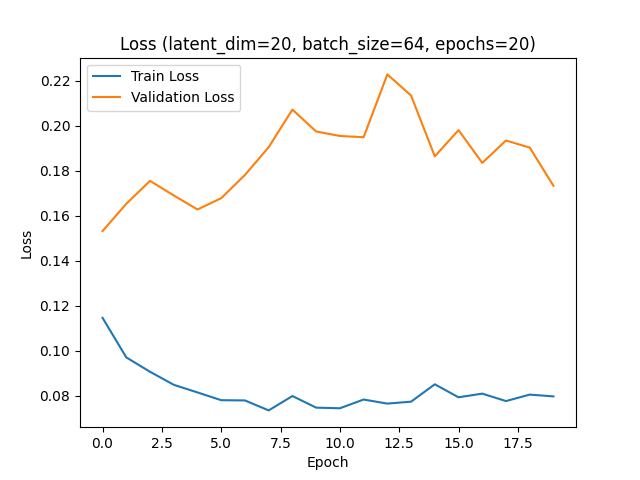 Loss (latent_dim=20, batch_size=64, epochs=20)
Train Loss
Validation Loss
0.22
0.20
0.18
0.16
0.14
0.12
0.10
0.08
Loss
0.0 2.5 5.0 7.5 10.0 12.5 15.0 17.5
Epoch